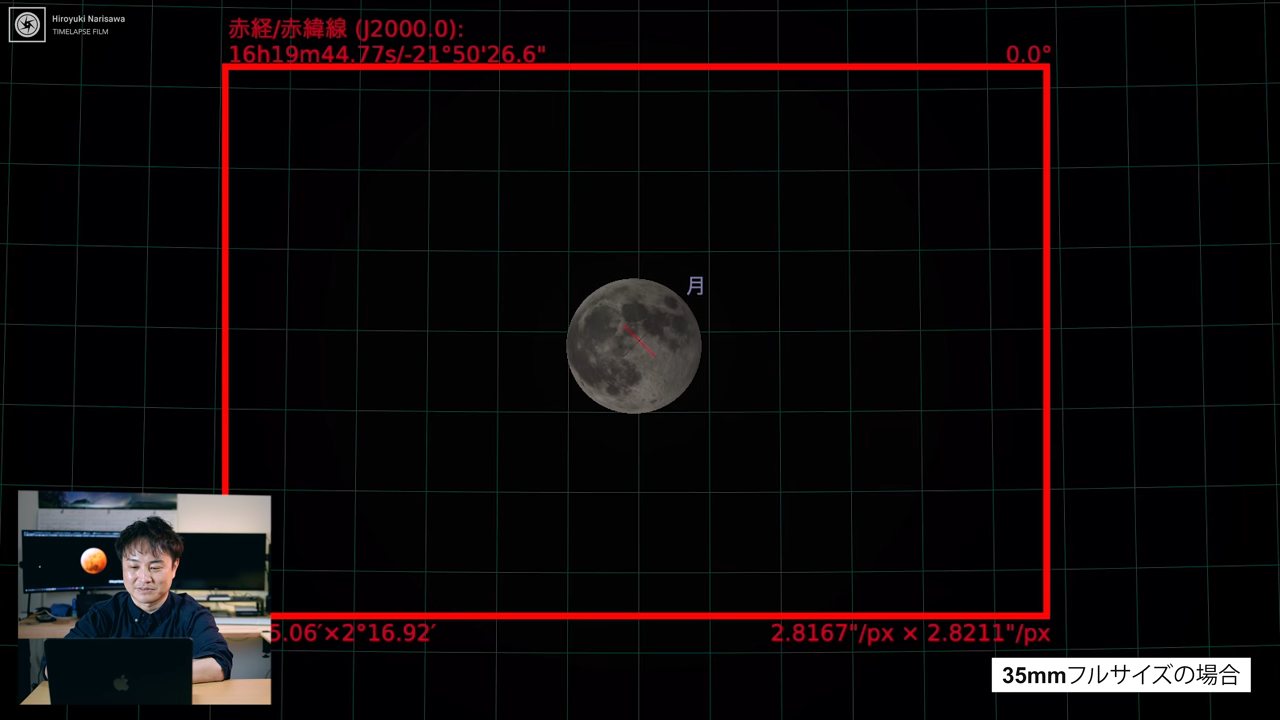 Hiroyuki Narisawa
TIMELAPSE FILM
赤経/赤緯線 (J2000.0):
16h19m44.77s/-21°50'26.6"
0.0°
月
5.06′×2°16.92′
2.8167"/px × 2.8211"/px
35mmフルサイズの場合